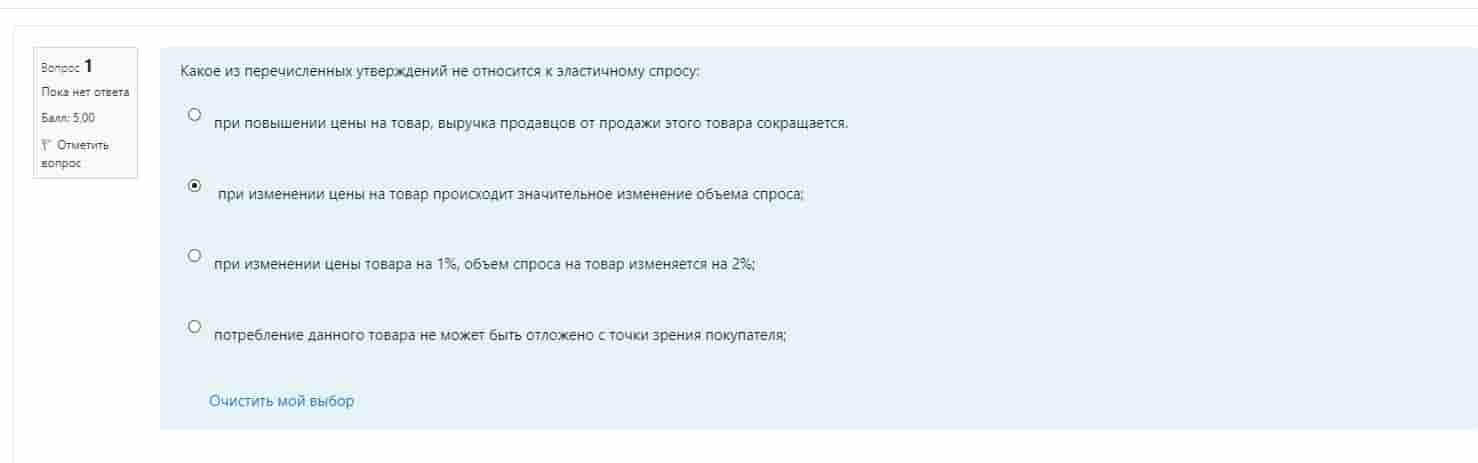 Вопрос 1
Пока нет ответа
Балл: 5,00
Отметить
вопрос
Какое из перечисленных утверждений не относится к эластичному спросу:
при повышении цены на товар, выручка продавцов от продажи этого товара сокращается.
при изменении цены на товар происходит значительное изменение объема спроса;
при изменении цены товара на 1%, объем спроса на товар изменяется на 2%;
потребление данного товара не может быть отложено с точки зрения покупателя;
Очистить мой выбор